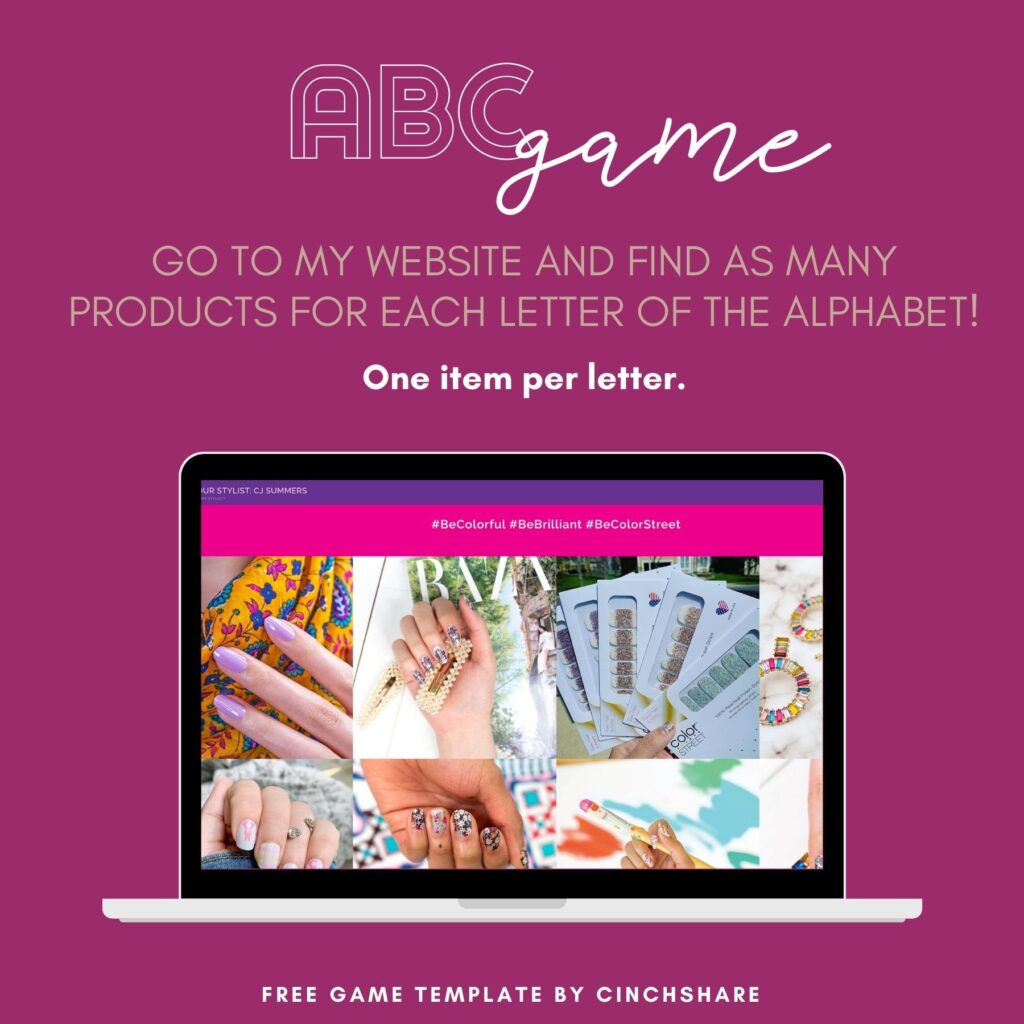 ABC game
GO TO MY WEBSITE AND FIND AS MANY
PRODUCTS FOR EACH LETTER OF THE ALPHABET!
One item per letter.
OUR STYLIST: CJ SUMMERS
#BeColorful #BeBrilliant #BeColorStreet
BAZA
color
STREET
FREE GAME TEMPLATE BY CINCHSHARE